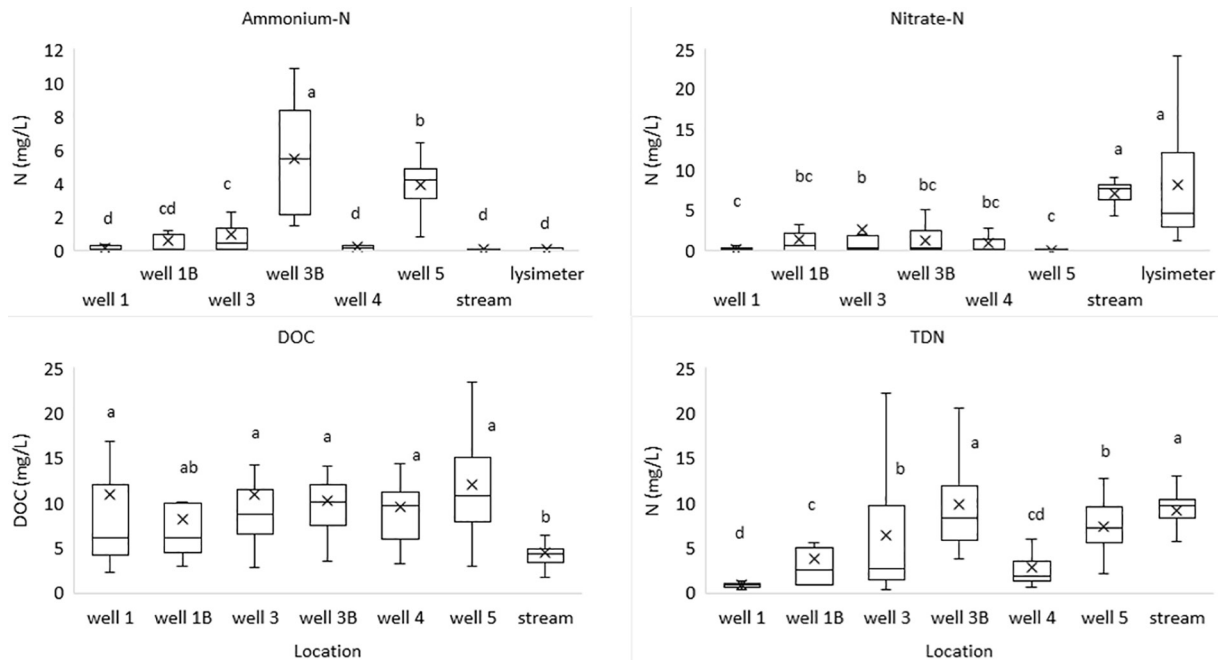 Ammonium-N
12
10
8
6
4
2
0
N (mg/L)
d
cd
c
a
d
b
d
d
well 1B
well 3B
well 5
lysimeter
well 1
well 3
well 4
stream
Nitrate-N
25
20
15
10
5
0
N (mg/L)
c
bc
b
bc
bc
c
a
a
well 1B
well 3B
well 5
lysimeter
well 1
well 3
well 4
stream
DOC
25
20
15
10
5
0
DOC (mg/L)
a
ab
a
a
a
a
b
well 1
well 1B
well 3
well 3B
well 4
well 5
stream
Location
TDN
25
20
15
10
5
0
N (mg/L)
d
c
b
a
cd
b
a
well 1
well 1B
well 3
well 3B
well 4
well 5
stream
Location